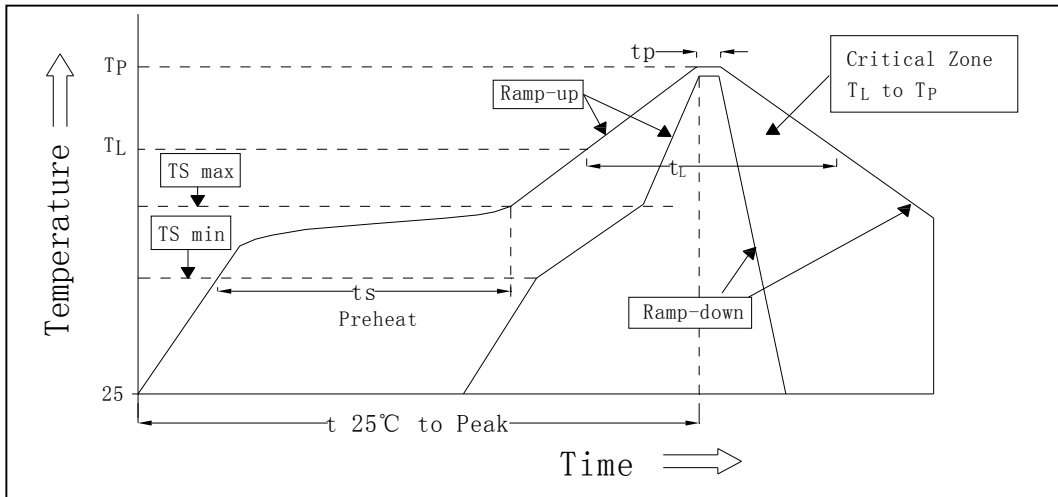 tp
TP
Ramp-up
Critical Zone
TL to TP
TL
tL
TS max
TS min
ts
Preheat
Temperature
Ramp-down
25
t 25℃ to Peak
Time